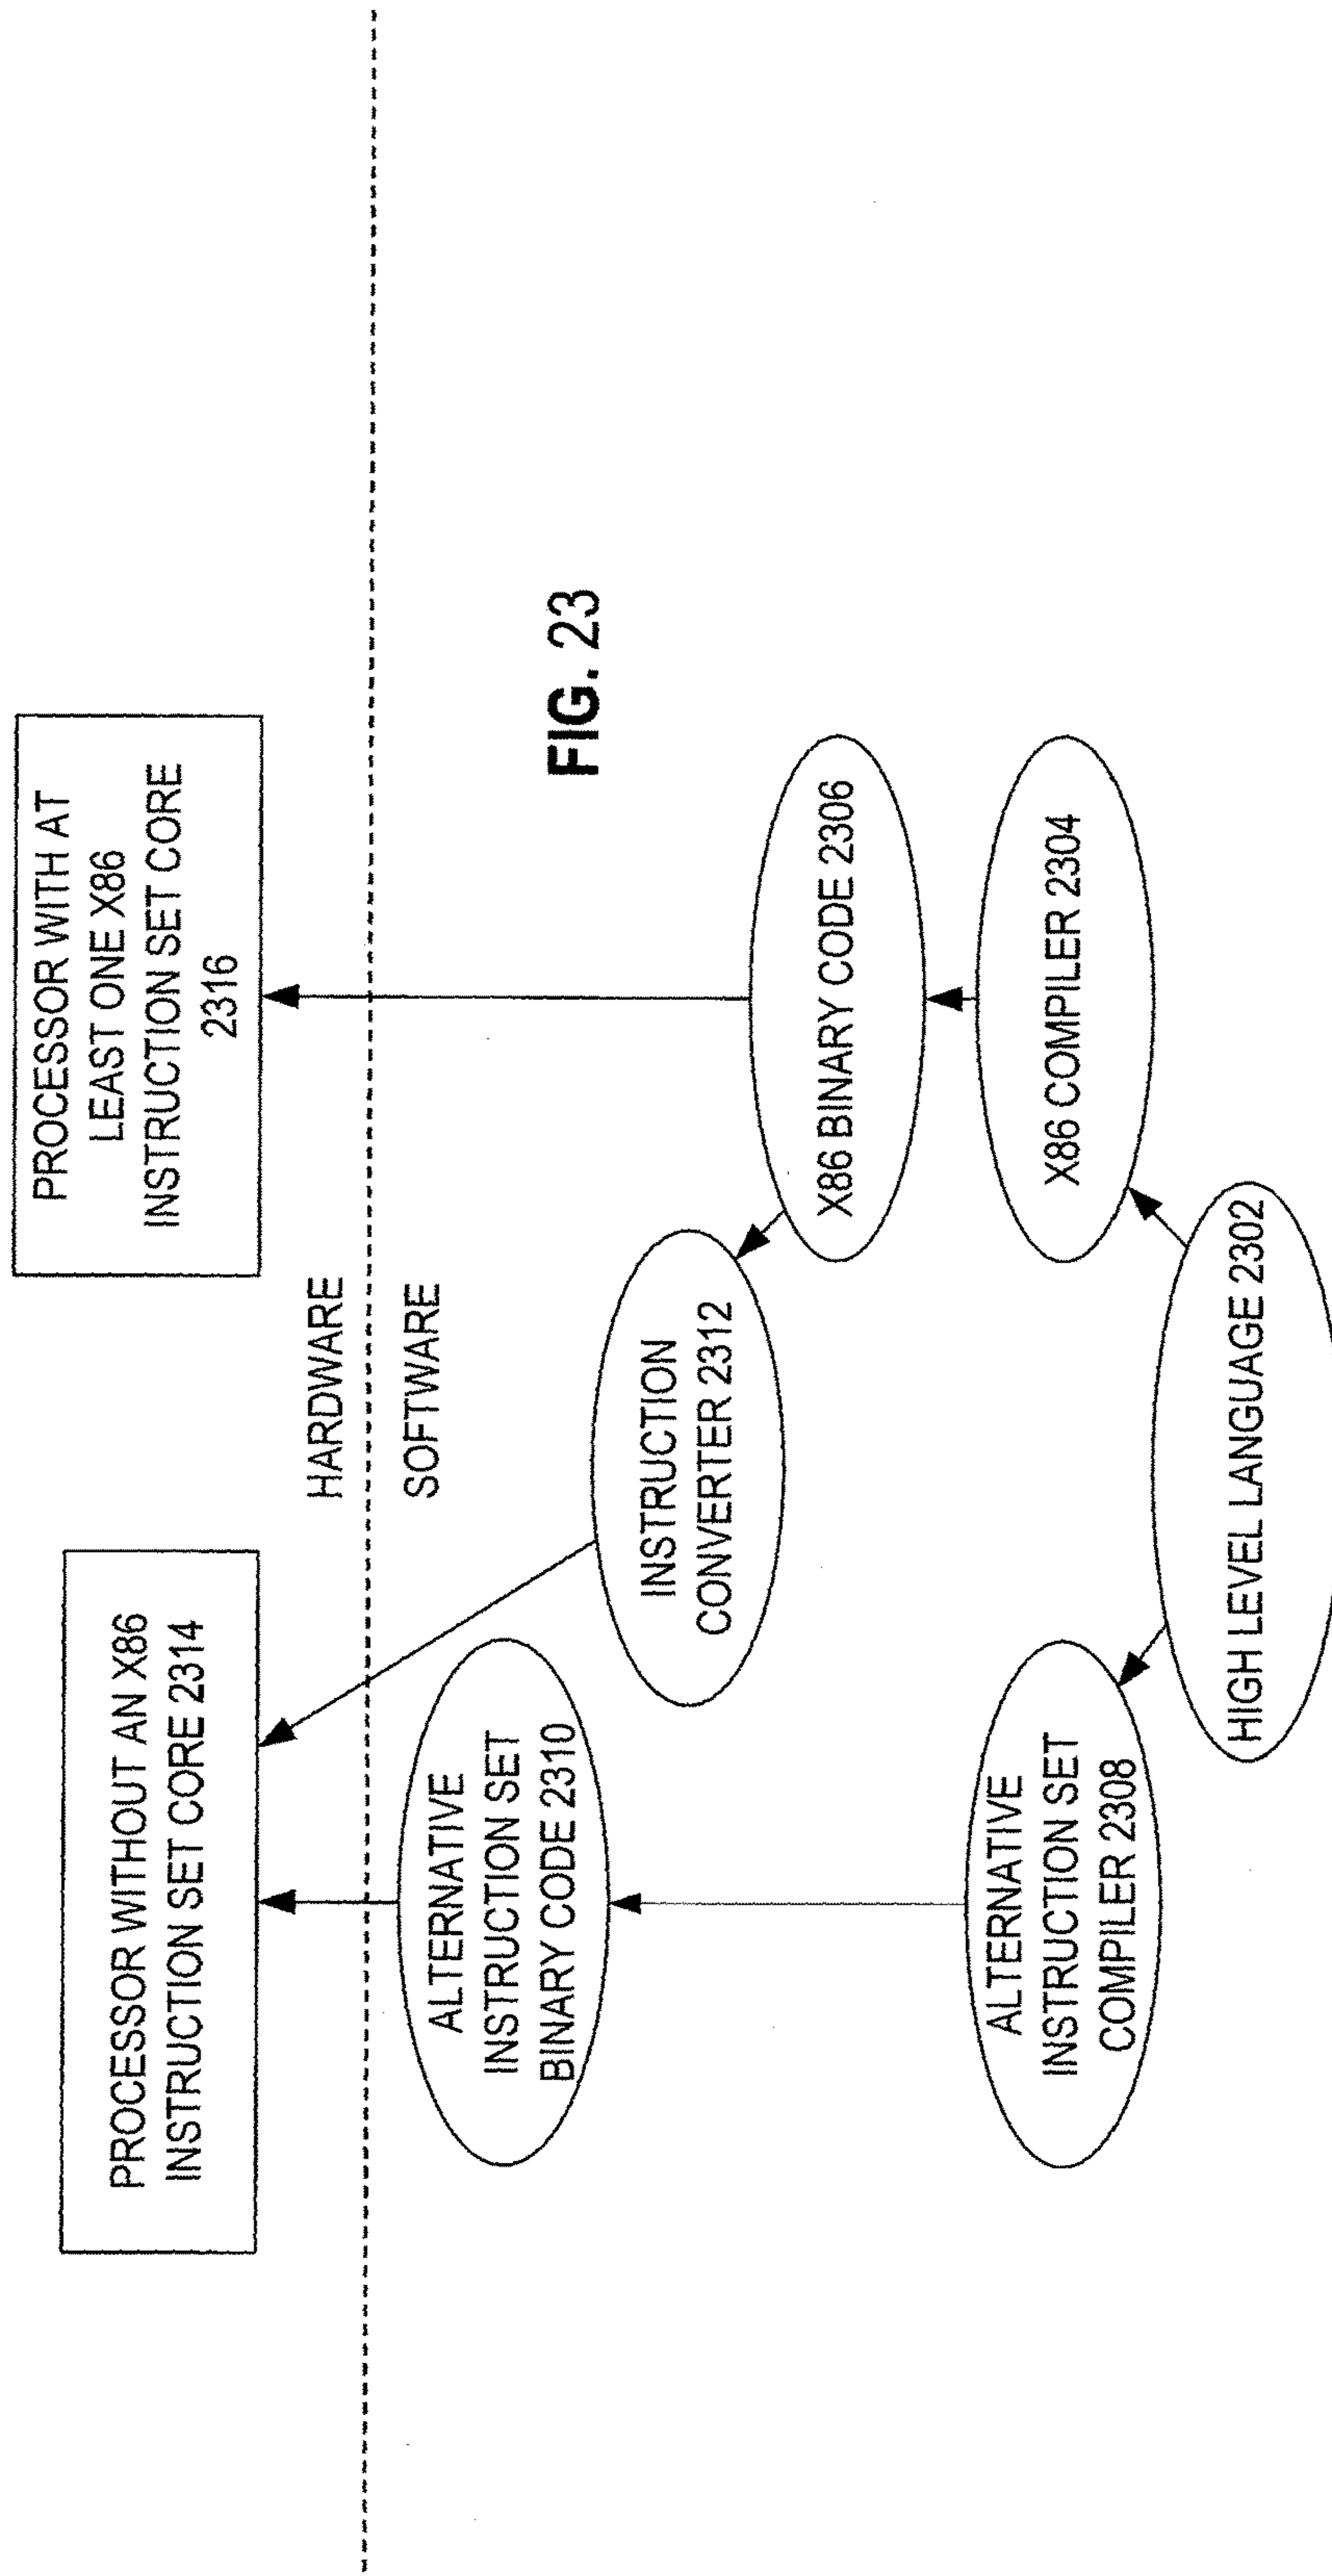 PROCESSOR WITHOUT AN X86
INSTRUCTION SET CORE 2314
PROCESSOR WITH AT
LEAST ONE X86
INSTRUCTION SET CORE
2316
HARDWARE
SOFTWARE
ALTERNATIVE
INSTRUCTION SET
BINARY CODE 2310
INSTRUCTION
CONVERTER 2312
FIG. 23
X86 BINARY CODE 2306
ALTERNATIVE
INSTRUCTION SET
COMPILER 2308
X86 COMPILER 2304
HIGH LEVEL LANGUAGE 2302